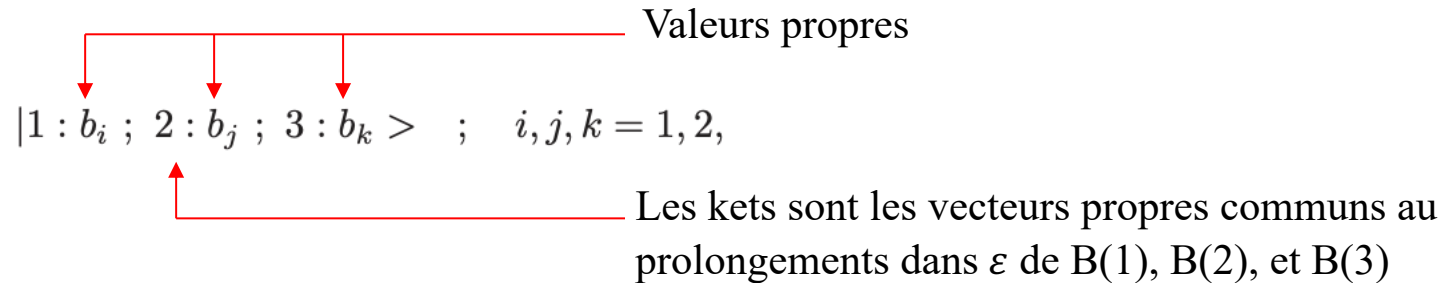 Valeurs propres
|1 : b_i ; 2 : b_j ; 3 : b_k > ; i, j, k = 1, 2,
Les kets sont les vecteurs propres communs au
prolongements dans ε de B(1), B(2), et B(3)